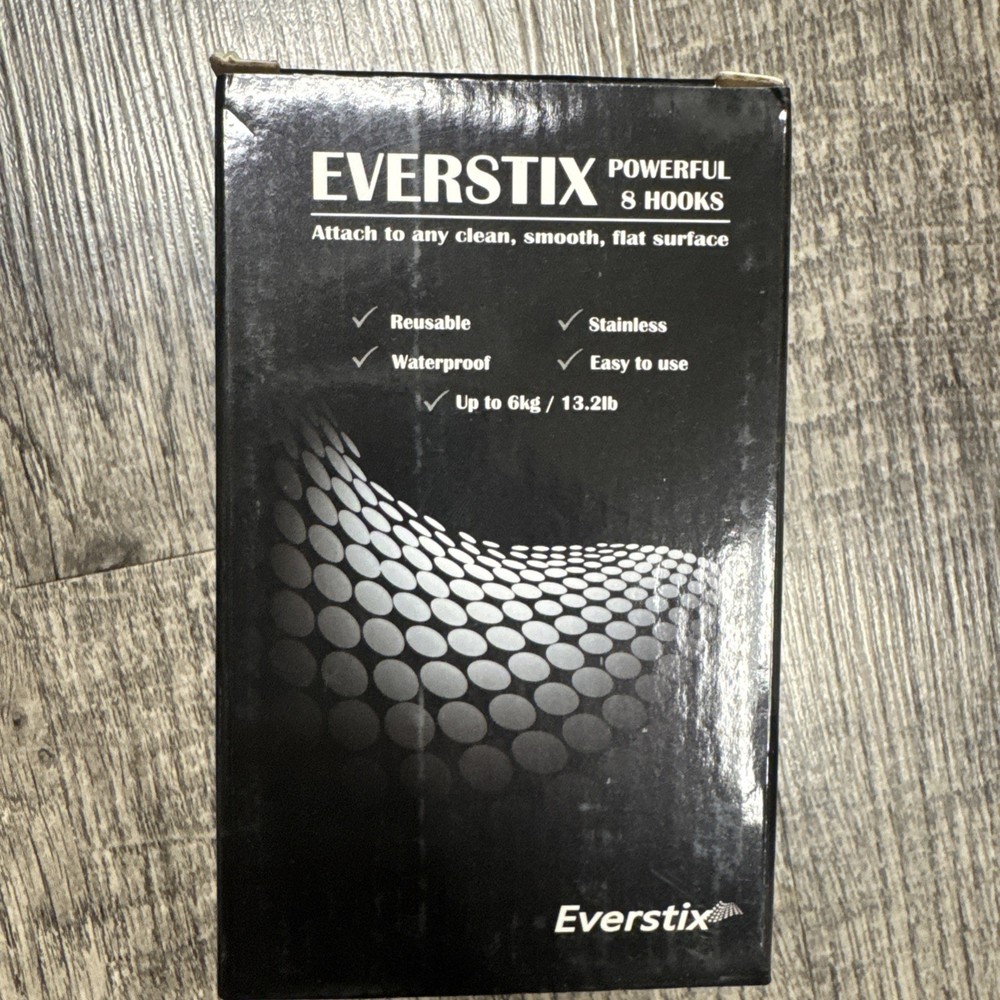 EVERSTIX POWERFUL
8 HOOKS
Attach to any clean, smooth, flat surface
Reusable
Stainless
Waterproof
Easy to use
Up to 6kg / 13.2lb
Everstix